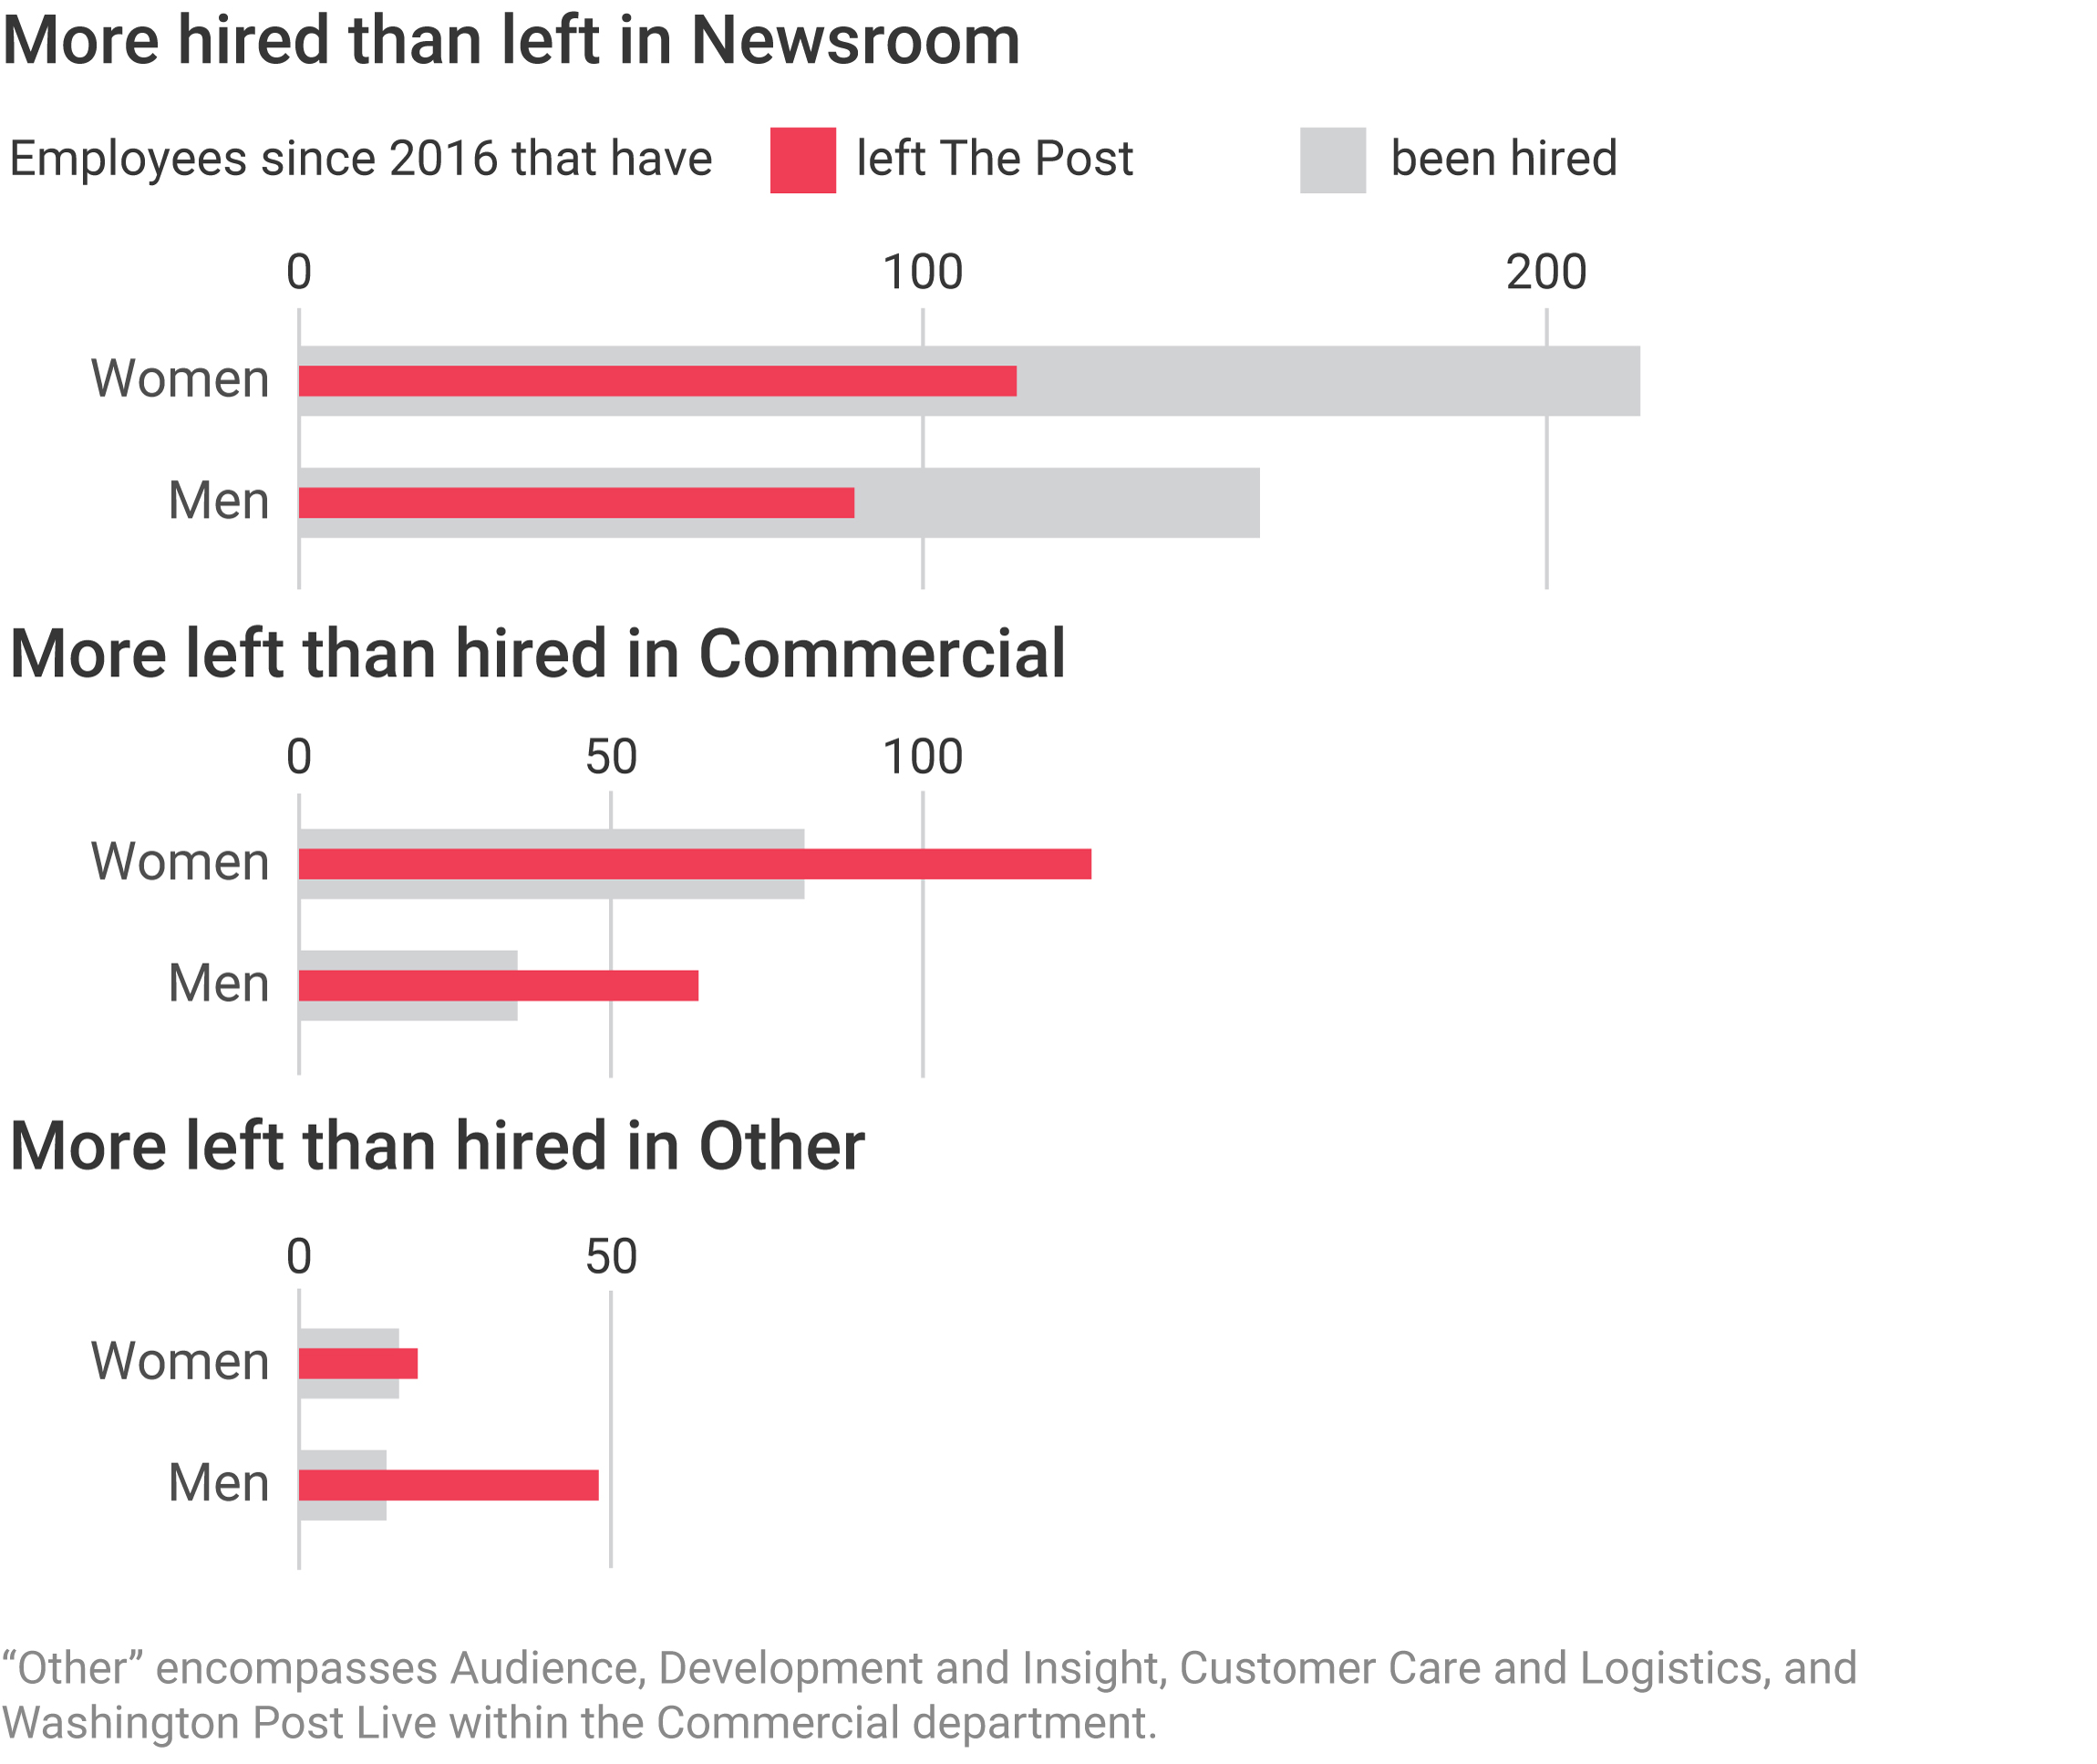 More hired than left in Newsroom
Employees since 2016 that have left The Post been hired
0 100 200
Women
Men
More left than hired in Commercial
0 50 100
Women
Men
More left than hired in Other
0 50
Women
Men
“Other” encompasses Audience, Development and Insight, Customer Care and Logistics, and
Washington Post Live within the Commercial department.